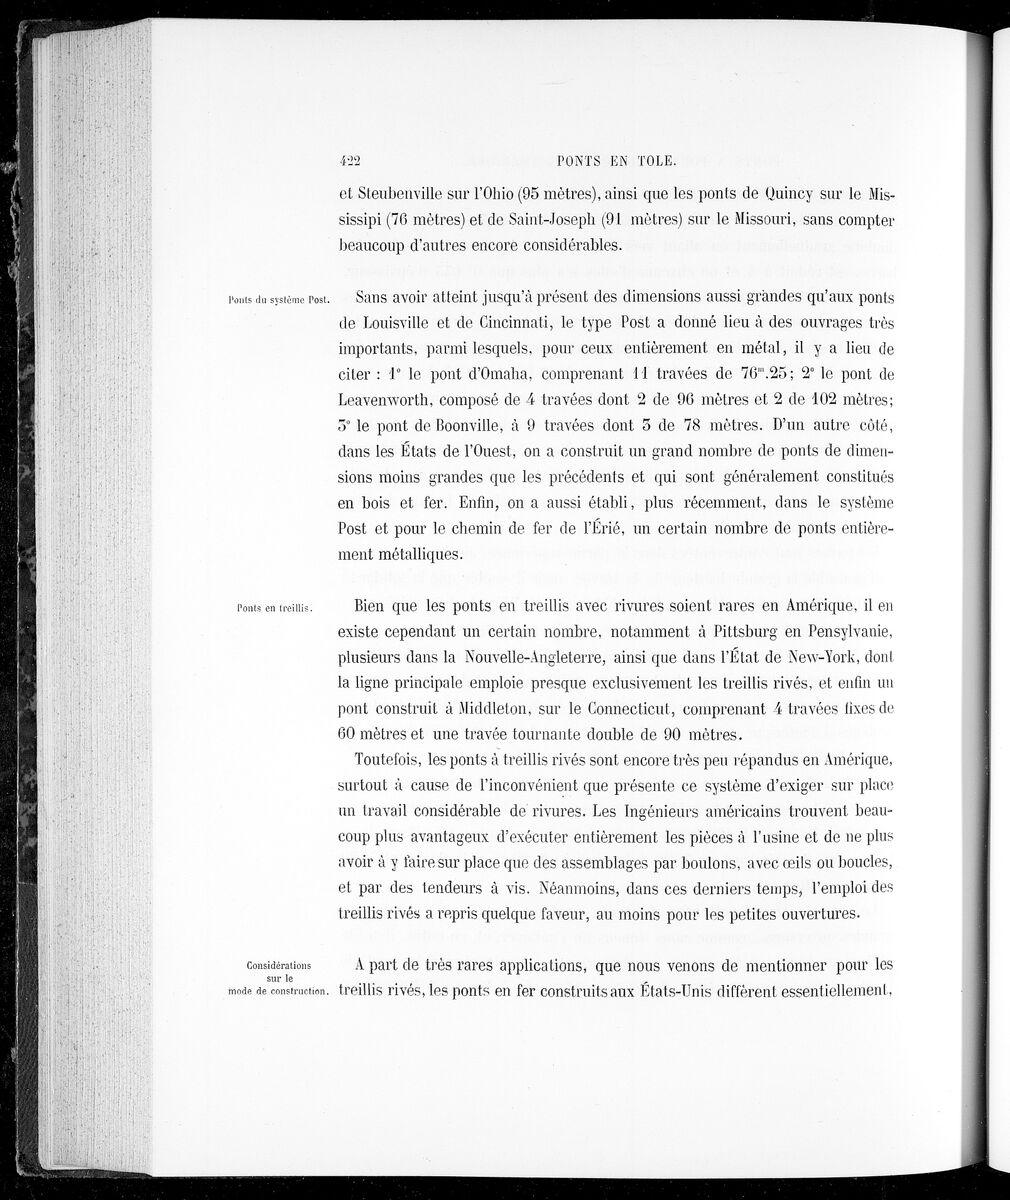 422 PONTS EN TOLE.
et Steubenville sur l'Ohio (95 mètres), ainsi que les ponts de Quincy sur le Mis-
sissipi (76 mètres) et de Saint-Joseph (91 mètres) sur le Missouri, sans compter
beaucoup d'autres encore considérables.
Ponts du système Post.
Sans avoir atteint jusqu'à présent des dimensions aussi grandes qu'aux ponts
de Louisville et de Cincinnati, le type Post a donné lieu à des ouvrages très
importants, parmi lesquels, pour ceux entièrement en métal, il y a lieu de
citer : 1° le pont d'Omaha, comprenant 11 travées de 76m.25; 2° le pont de
Leavenworth, composé de 4 travées dont 2 de 96 mètres et 2 de 102 mètres;
3° le pont de Boonville, à 9 travées dont 3 de 78 mètres. D'un autre côté,
dans les États de l'Ouest, on a construit un grand nombre de ponts de dimen-
sions moins grandes que les précédents et qui sont généralement constitués
en bois et fer. Enfin, on a aussi établi, plus récemment, dans le système
Post et pour le chemin de fer de l'Érié, un certain nombre de ponts entière-
ment métalliques.
Ponts en treillis.
Bien que les ponts en treillis avec rivures soient rares en Amérique, il en
existe cependant un certain nombre, notamment à Pittsburg en Pensylvanie,
plusieurs dans la Nouvelle-Angleterre, ainsi que dans l'État de New-York, dont
la ligne principale emploie presque exclusivement les treillis rivés, et enfin un
pont construit à Middleton, sur le Connecticut, comprenant 4 travées fixes de
60 mètres et une travée tournante double de 90 mètres.
Toutefois, les ponts à treillis rivés sont encore très peu répandus en Amérique,
surtout à cause de l'inconvénient que présente ce système d'exiger sur place
un travail considérable de rivures. Les Ingénieurs américains trouvent beau-
coup plus avantageux d'exécuter entièrement les pièces à l'usine et de ne plus
avoir à y faire sur place que des assemblages par boulons, avec œils ou boucles,
et par des tendeurs à vis. Néanmoins, dans ces derniers temps, l'emploi des
treillis rivés a repris quelque faveur, au moins pour les petites ouvertures.
Considérations
sur le
mode de construction.
A part de très rares applications, que nous venons de mentionner pour les
treillis rivés, les ponts en fer construits aux États-Unis diffèrent essentiellement,